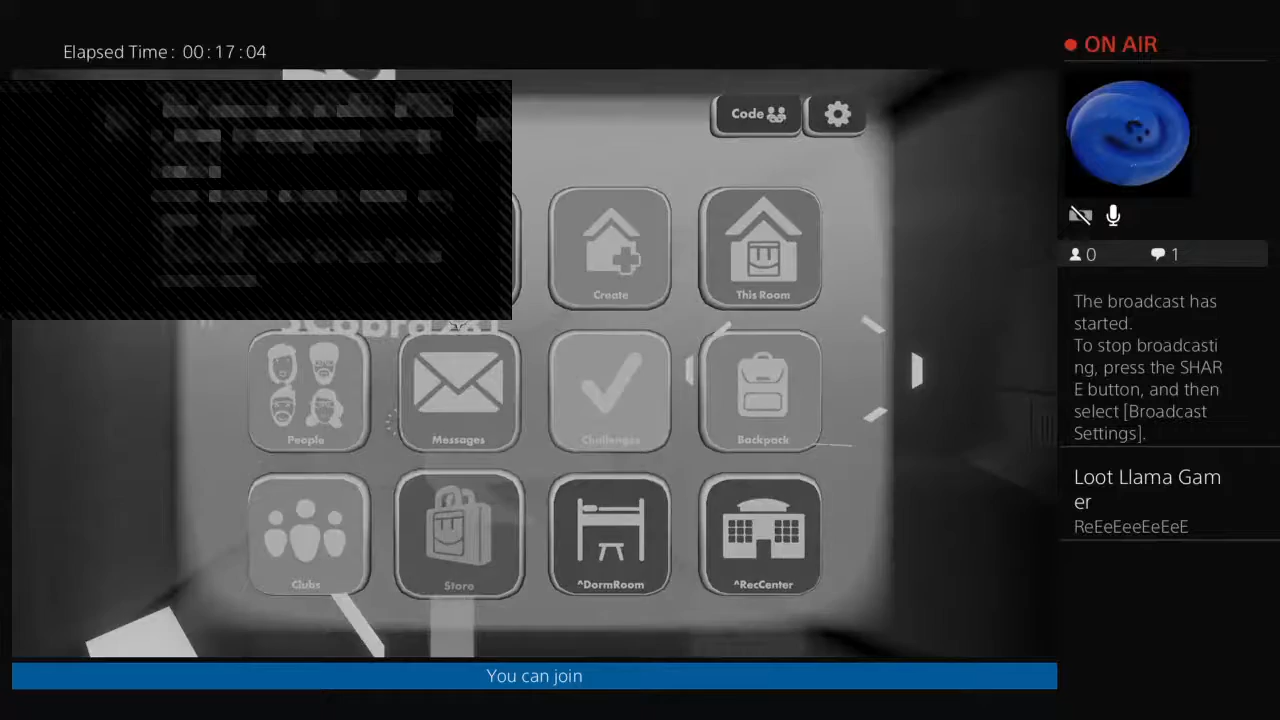 Elapsed Time: 00:17:04
ON AIR
Code
0 1
Create
This Room
The broadcast has
started.
To stop broadcasti
ng, press the SHAR
E button, and then
select [Broadcast
Settings].
People
Messages
Challenges
Backpack
Loot Llama Gam
er
ReEeEeeEeEeE
Clubs
Store
^DormRoom
^RecCenter
You can join